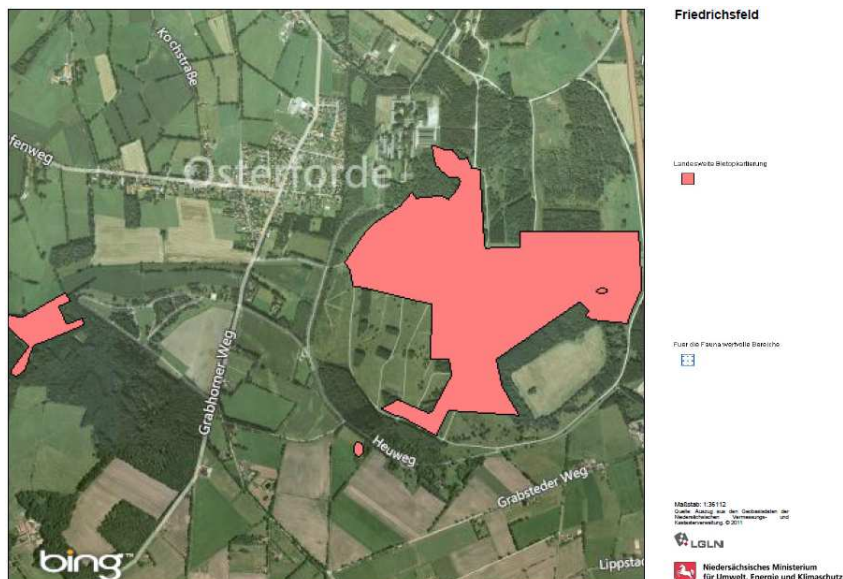 Friedrichsfeld
Kochstraße
fenweg
Osterforde
Landesweite Biotopkartierung
Grabhorner Weg
Fuer die Fauna wertvolle Bereiche
Heuweg
Grabsteder Weg
Lippstad
bing™
Maßstab: 1:36112
Quelle: Auszug aus den Geobasisdaten der
Niedersächsischen Vermessungs- und
Katasterverwaltung, © 2011
LGLN
Niedersächsisches Ministerium
für Umwelt, Energie und Klimaschutz